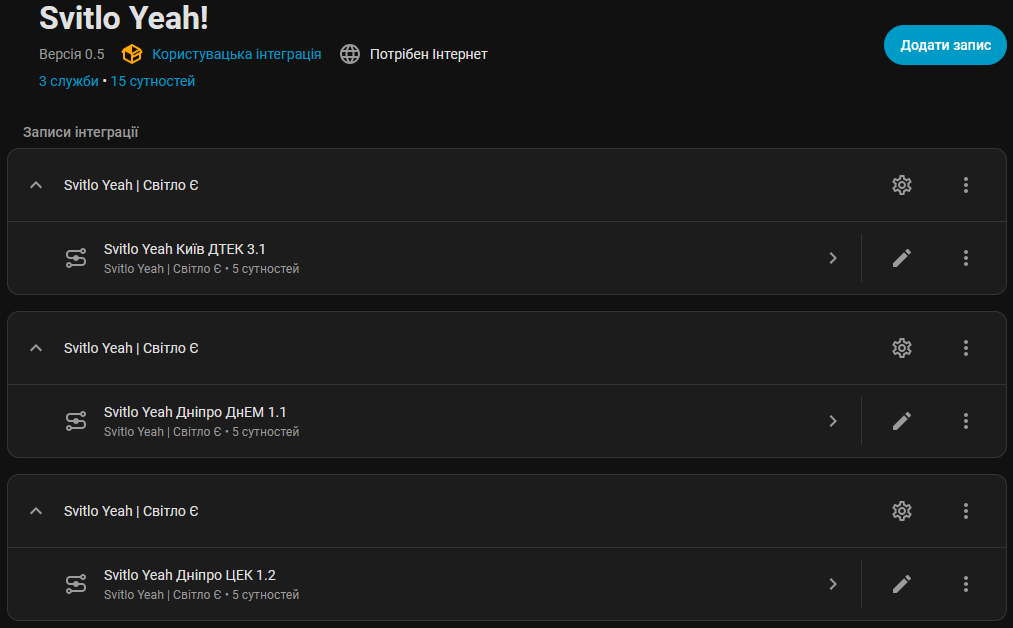 Svitlo Yeah!
Версія 0.5 Користувацька інтеграція Потрібен Інтернет
Додати запис
3 служби • 15 сутностей
Записи інтеграції
Svitlo Yeah | Світло Є
Svitlo Yeah Київ ДТЕК 3.1
Svitlo Yeah | Світло Є • 5 сутностей
Svitlo Yeah | Світло Є
Svitlo Yeah Дніпро ДнЕМ 1.1
Svitlo Yeah | Світло Є • 5 сутностей
Svitlo Yeah | Світло Є
Svitlo Yeah Дніпро ЦЕК 1.2
Svitlo Yeah | Світло Є • 5 сутностей